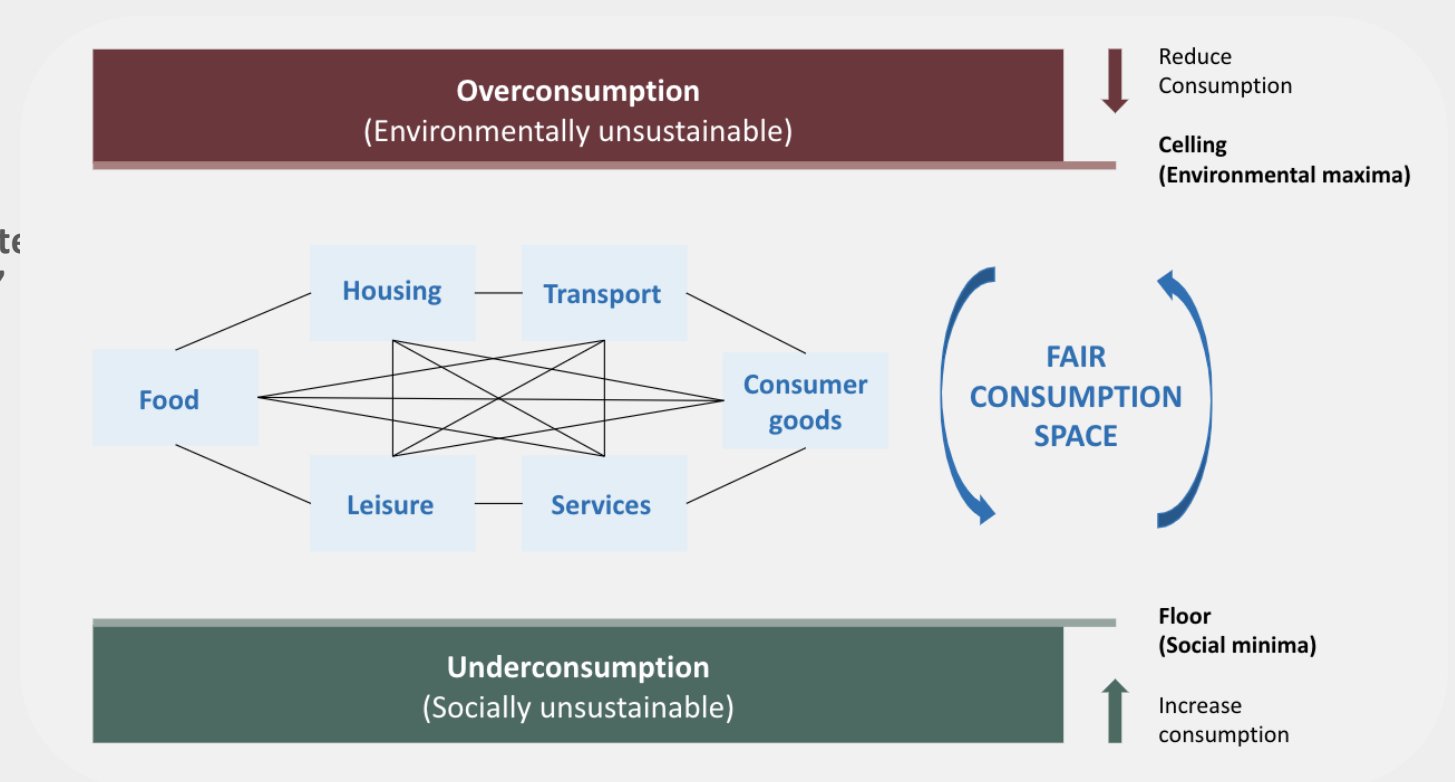 Overconsumption
(Environmentally unsustainable)
Reduce
Consumption
Celling
(Environmental maxima)
te
,
Housing
Transport
Food
Consumer
goods
Leisure
Services
FAIR
CONSUMPTION
SPACE
Floor
(Social minima)
Underconsumption
(Socially unsustainable)
Increase
consumption